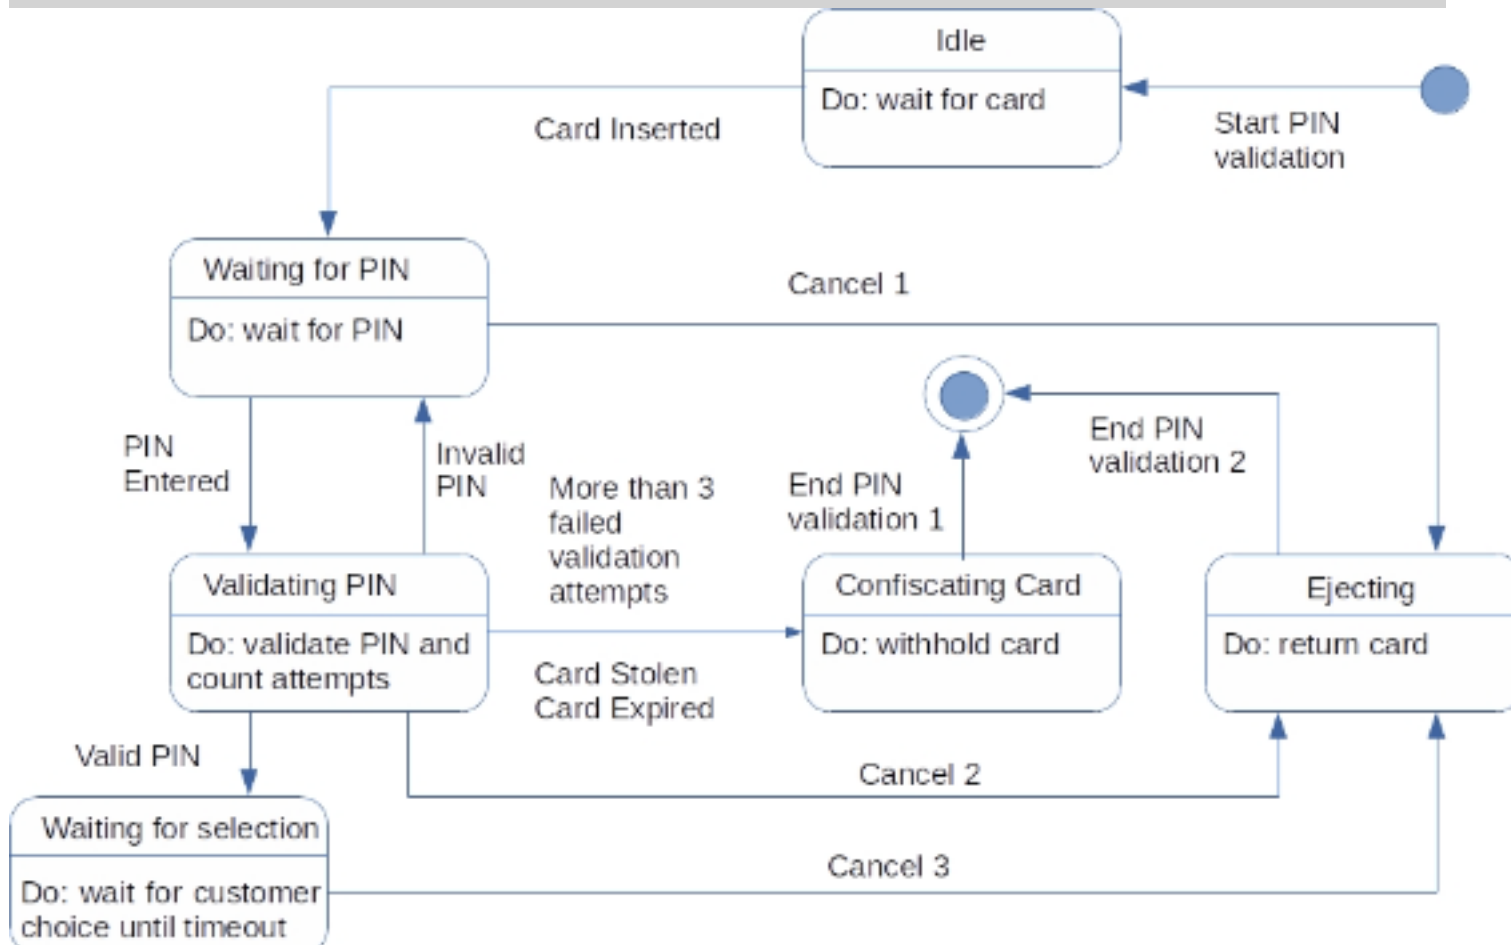 Idle
Do: wait for card
Start PIN
validation
Card Inserted
Waiting for PIN
Do: wait for PIN
Cancel 1
PIN
Entered
Invalid
PIN
More than 3
failed
validation
attempts
End PIN
validation 1
End PIN
validation 2
Validating PIN
Do: validate PIN and
count attempts
Confiscating Card
Do: withhold card
Ejecting
Do: return card
Card Stolen
Card Expired
Valid PIN
Cancel 2
Waiting for selection
Do: wait for customer
choice until timeout
Cancel 3